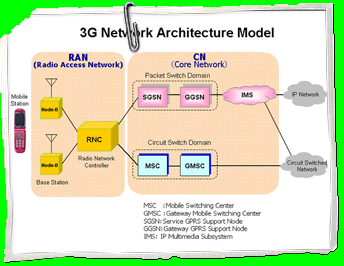 3G Network Architecture Model
RAN
(Radio Access Network)
CN
(Core Network)
Mobile
Station
Packet Switch Domain
Node-B
SGSN
GGSN
IMS
IP Network
RNC
Radio Network
Controller
Circuit Switch Domain
Node-B
MSC
GMSC
Circuit Switched
Network
Base Station
MSC :Mobile Switching Center
GMSC :Gateway Mobile Switching Center
SGSN:Service GPRS Support Node
GGSN:Gateway GPRS Support Node
IMS: IP Multimedia Subsystem